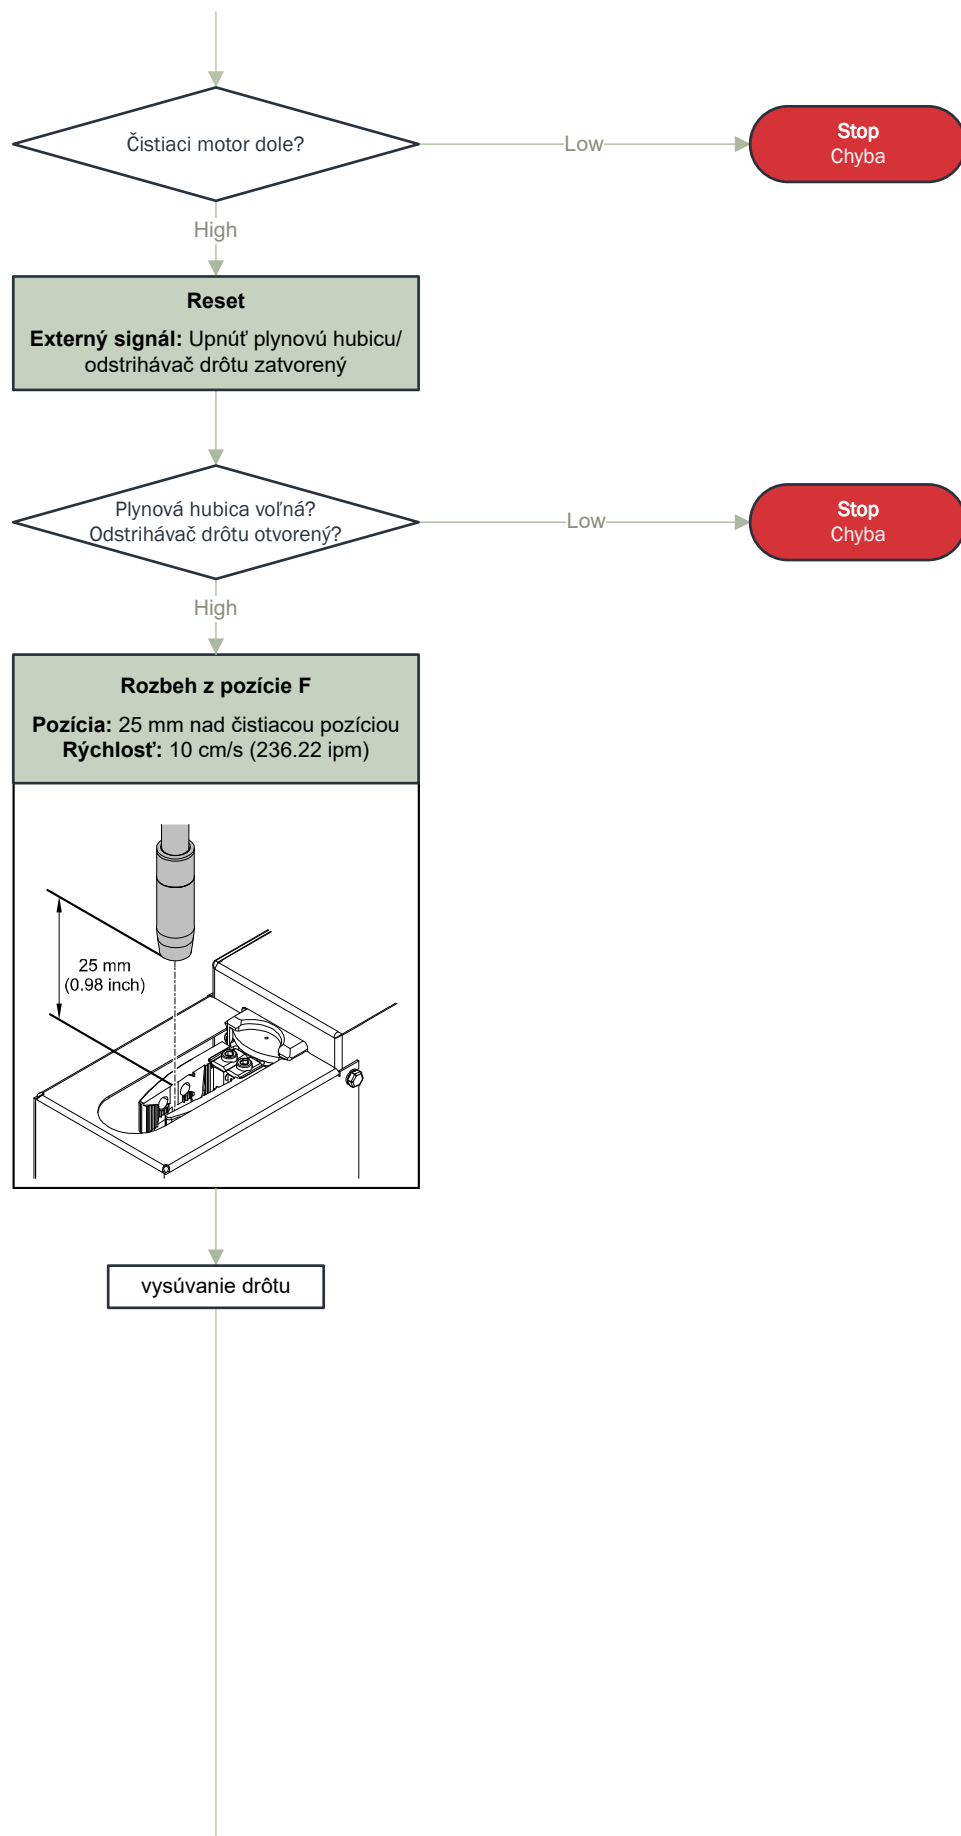 Čistiaci motor dole?
Low
Stop
Chyba
High
Reset
Externý signál: Upnúť plynovú hubicu/
odstrihávač drôtu zatvorený
Plynová hubica voľná?
Odstrihávač drôtu otvorený?
Low
Stop
Chyba
High
Rozbeh z pozície F
Pozícia: 25 mm nad čistiacou pozíciou
Rýchlosť: 10 cm/s (236.22 ipm)
25 mm
(0.98 inch)
vysúvanie drôtu